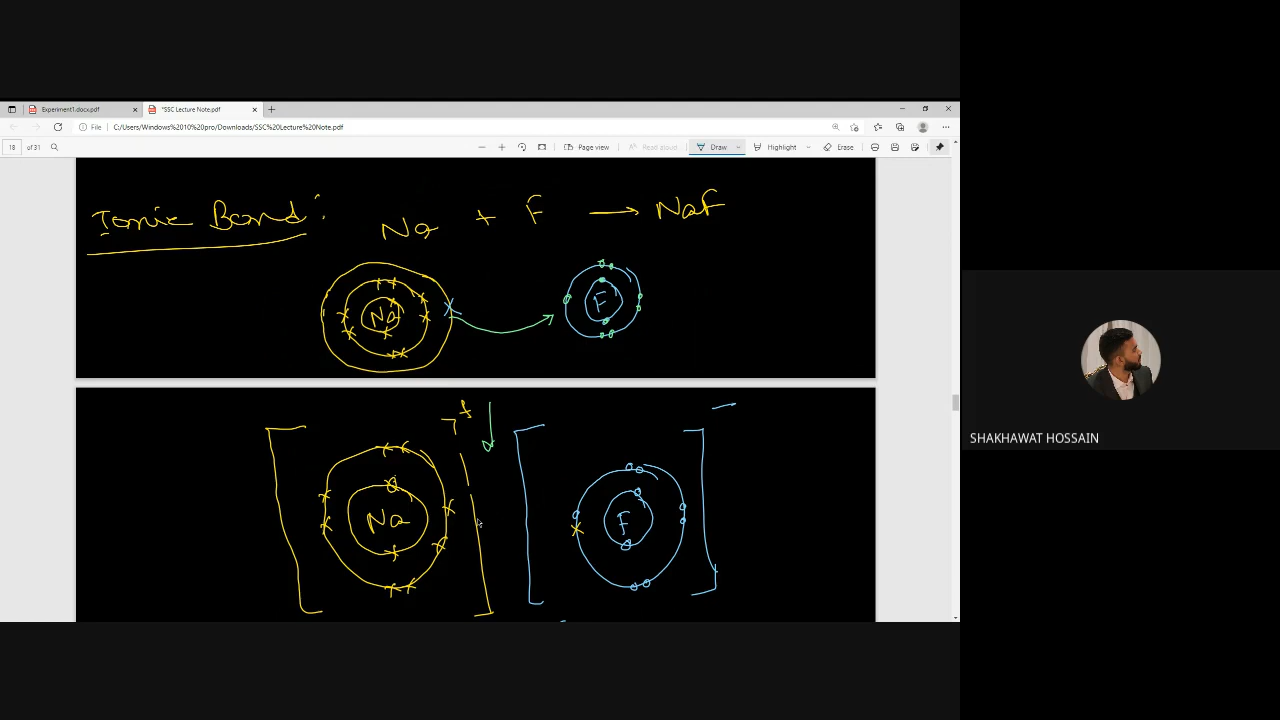 Experiment1.docx.pdf
*SSC Lecture Note.pdf
File
C:/Users/Windows%2010%20pro/Downloads/SSC%20Lecture%20Note.pdf
18 of 31
Page view
Read aloud
Draw
Highlight
Erase
Ionic Bond:
Na + F → NaF
Na
F
Na +
F −
SHAKHAWAT HOSSAIN